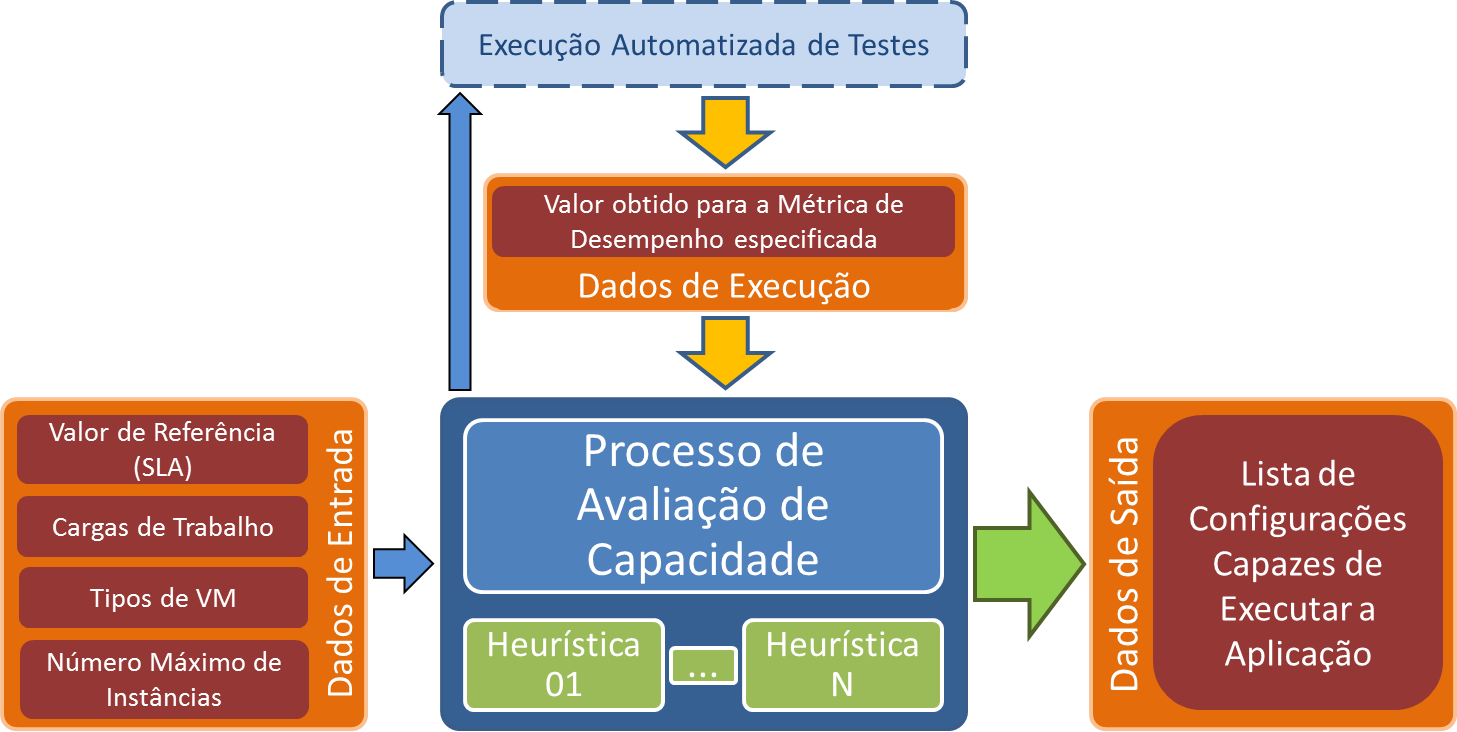 Execução Automatizada de Testes
Valor obtido para a Métrica de
Desempenho especificada
Dados de Execução
Valor de Referência
(SLA)
Cargas de Trabalho
Tipos de VM
Número Máximo de
Instâncias
Dados de Entrada
Processo de
Avaliação de
Capacidade
Heurística
01
...
Heurística
N
Dados de Saída
Lista de
Configurações
Capazes de
Executar a
Aplicação